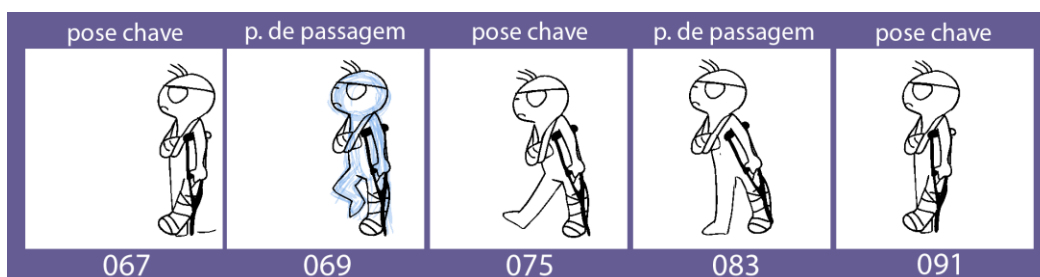 pose chave
p. de passagem
pose chave
p. de passagem
pose chave
067
069
075
083
091